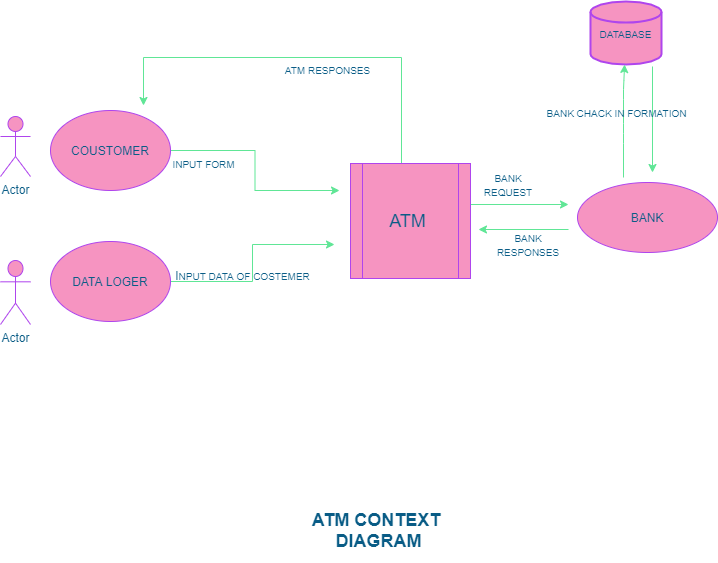 DATABASE
ATM RESPONSES
BANK CHACK IN FORMATION
COUSTOMER
INPUT FORM
Actor
BANK
REQUEST
ATM
BANK
BANK
RESPONSES
DATA LOGER
INPUT DATA OF COSTEMER
Actor
ATM CONTEXT
DIAGRAM